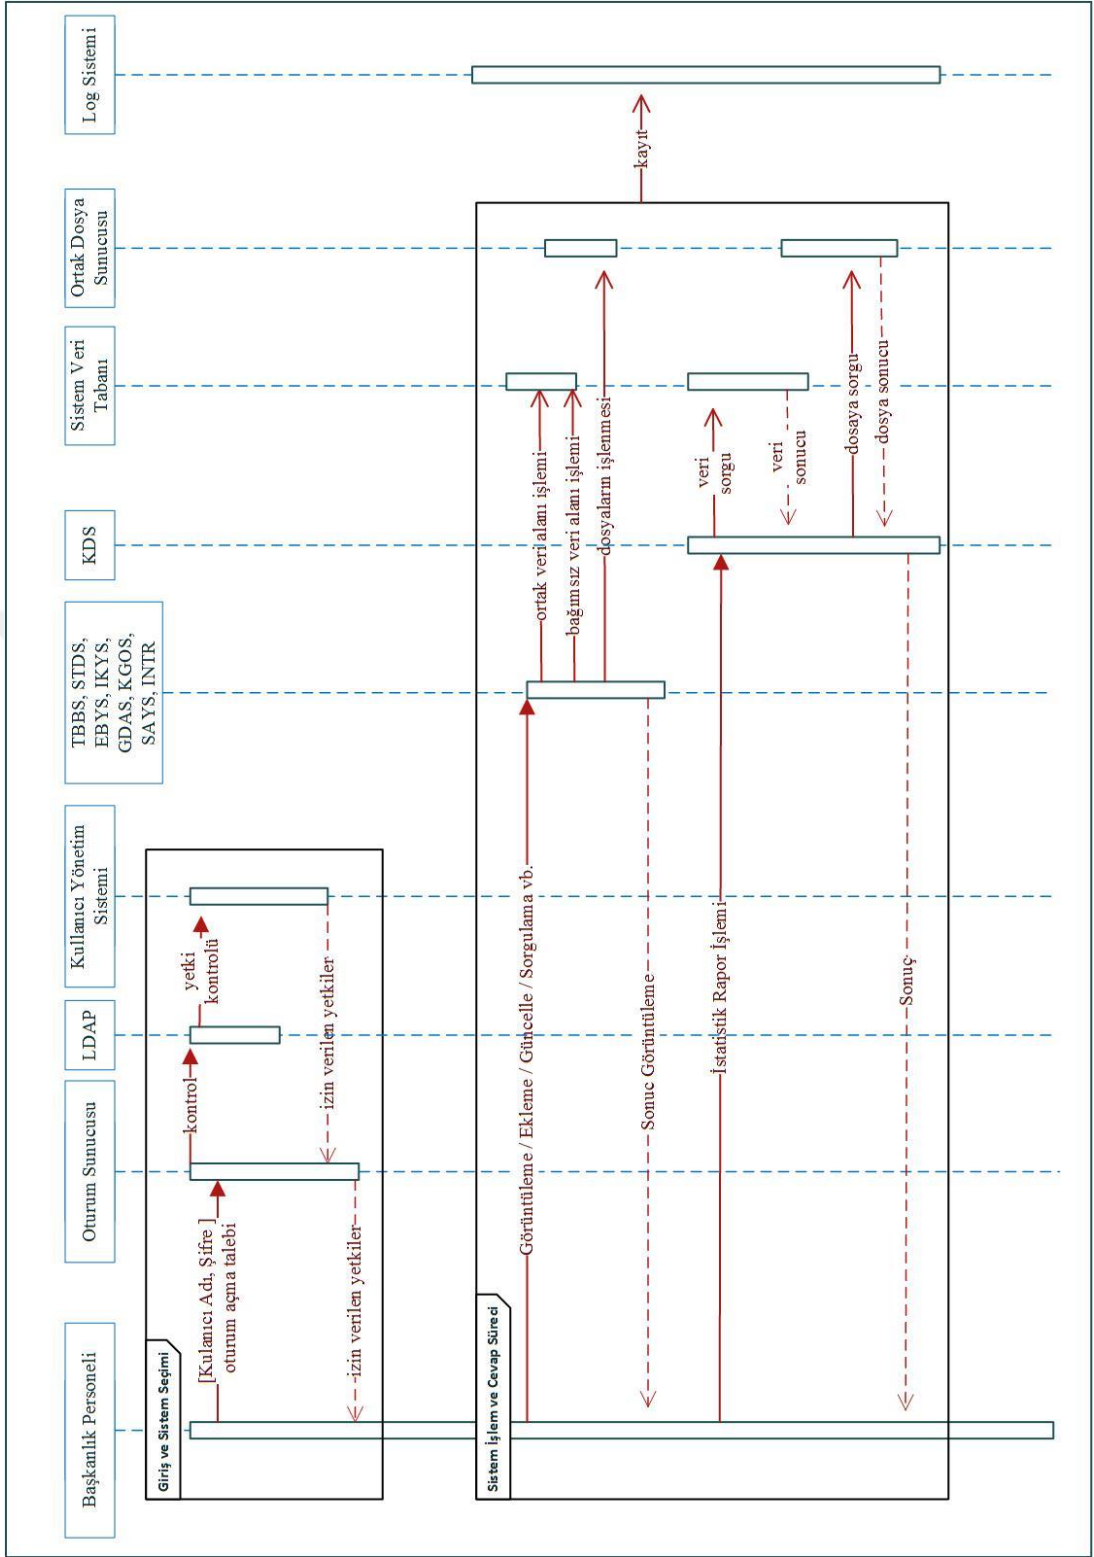 Başkanlık Personeli
Oturum Sunucusu
LDAP
Kullanıcı Yönetim
Sistemi
TBBS, STDS,
EBYS, IKYS,
GDAS, KGOS,
SAYS, INTR
KDS
Sistem Veri
Tabanı
Ortak Dosya
Sunucusu
Log Sistemi
Giriş ve Sistem Seçimi
[Kulanıcı Adı, Şifre ]
oturum açma talebi
kontrol
yetki
kontrolü
izin verilen yetkiler
izin verilen yetkiler
Sistem İşlem ve Cevap Süreci
Görüntüleme / Ekleme / Güncelle / Sorgulama vb.
ortak veri alanı işlemi
bağımsız veri alanı işlemi
dosyaların işlenmesi
kayıt
Sonuc Görüntüleme
İstatistik Rapor İşlemi
veri
sorgu
veri
sonucu
dosaya sorgu
dosya sonucu
Sonuç